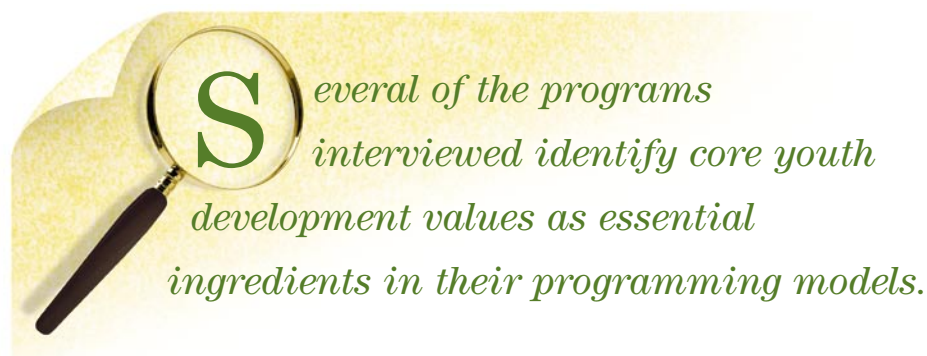 Several of the programs
interviewed identify core youth
development values as essential
ingredients in their programming models.